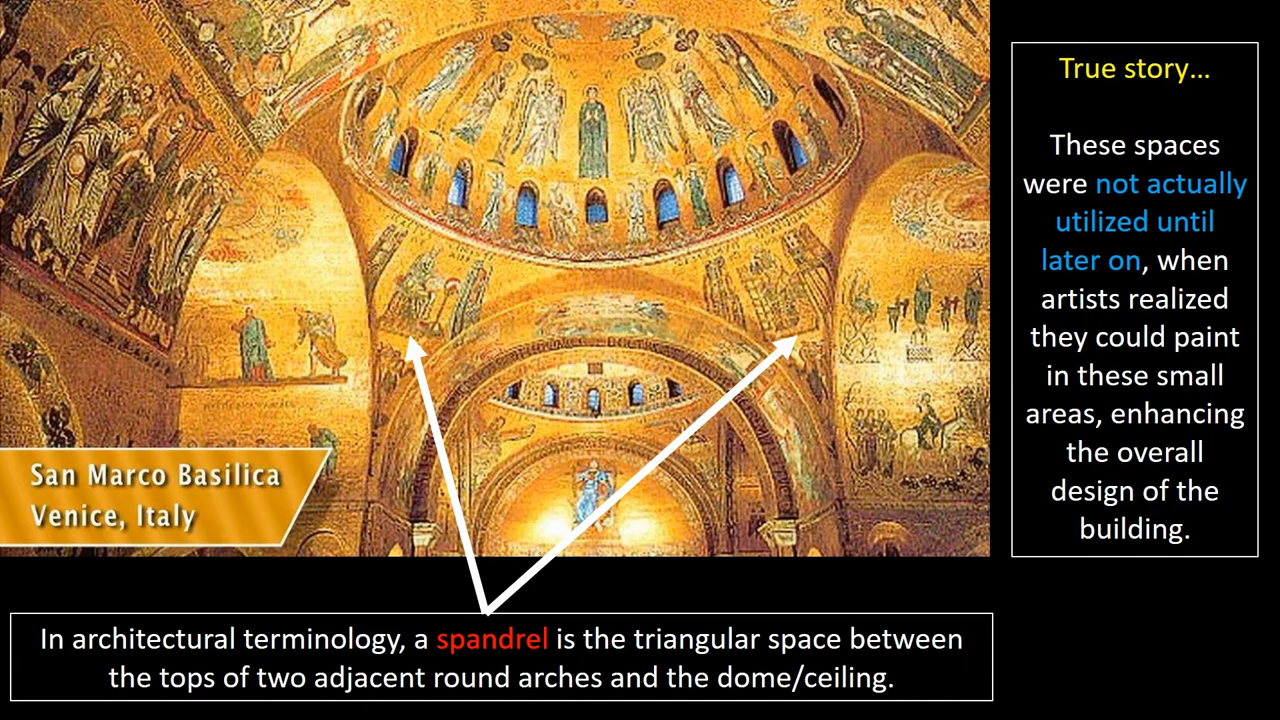 True story...
These spaces
were not actually
utilized until
later on, when
artists realized
they could paint
in these small
areas, enhancing
the overall
design of the
building.
San Marco Basilica
Venice, Italy
In architectural terminology, a spandrel is the triangular space between
the tops of two adjacent round arches and the dome/ceiling.